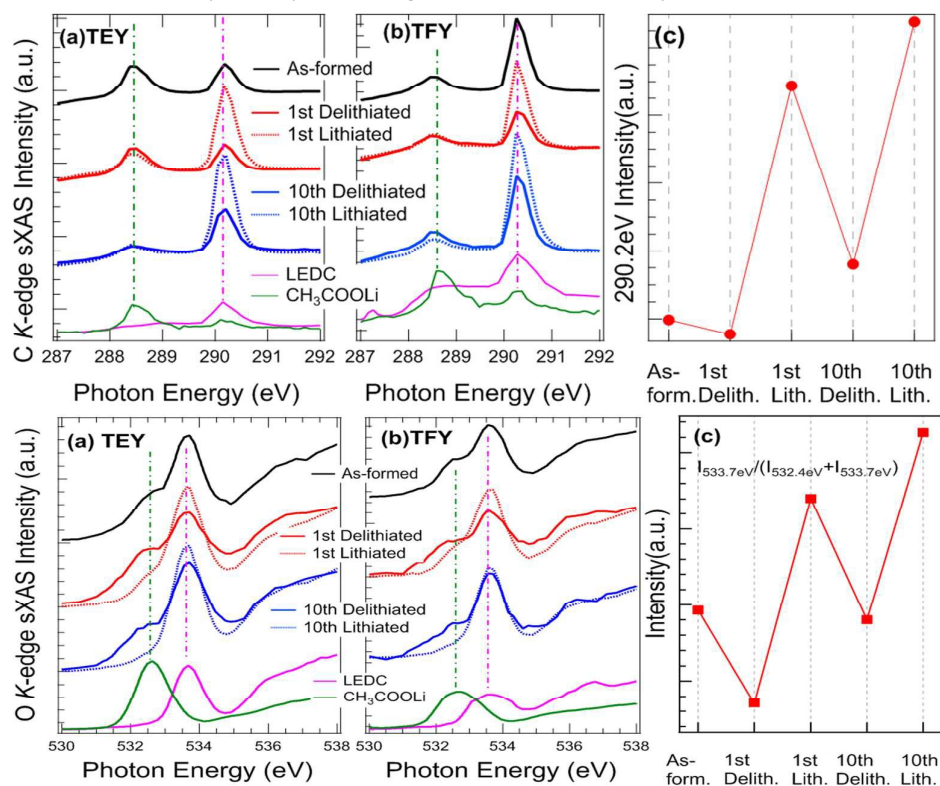 (a)TEY
(b)TFY
(c)
As-formed
1st Delithiated
1st Lithiated
10th Delithiated
10th Lithiated
LEDC
CH₃COOLi
C K-edge sXAS Intensity (a.u.)
287 288 289 290 291 292
287 288 289 290 291 292
Photon Energy (eV)
Photon Energy (eV)
290.2eV Intensity(a.u.)
As- 1st 1st 10th 10th
form. Delith. Lith. Delith. Lith.
(a) TEY
(b)TFY
(c)
I533.7eV/(I532.4eV+I533.7eV)
As-formed
1st Delithiated
1st Lithiated
10th Delithiated
10th Lithiated
LEDC
CH₃COOLi
O K-edge sXAS Intensity (a.u.)
530 532 534 536 538
530 532 534 536 538
Photon Energy (eV)
Photon Energy (eV)
Intensity(a.u.)
As- 1st 1st 10th 10th
form. Delith. Lith. Delith. Lith.